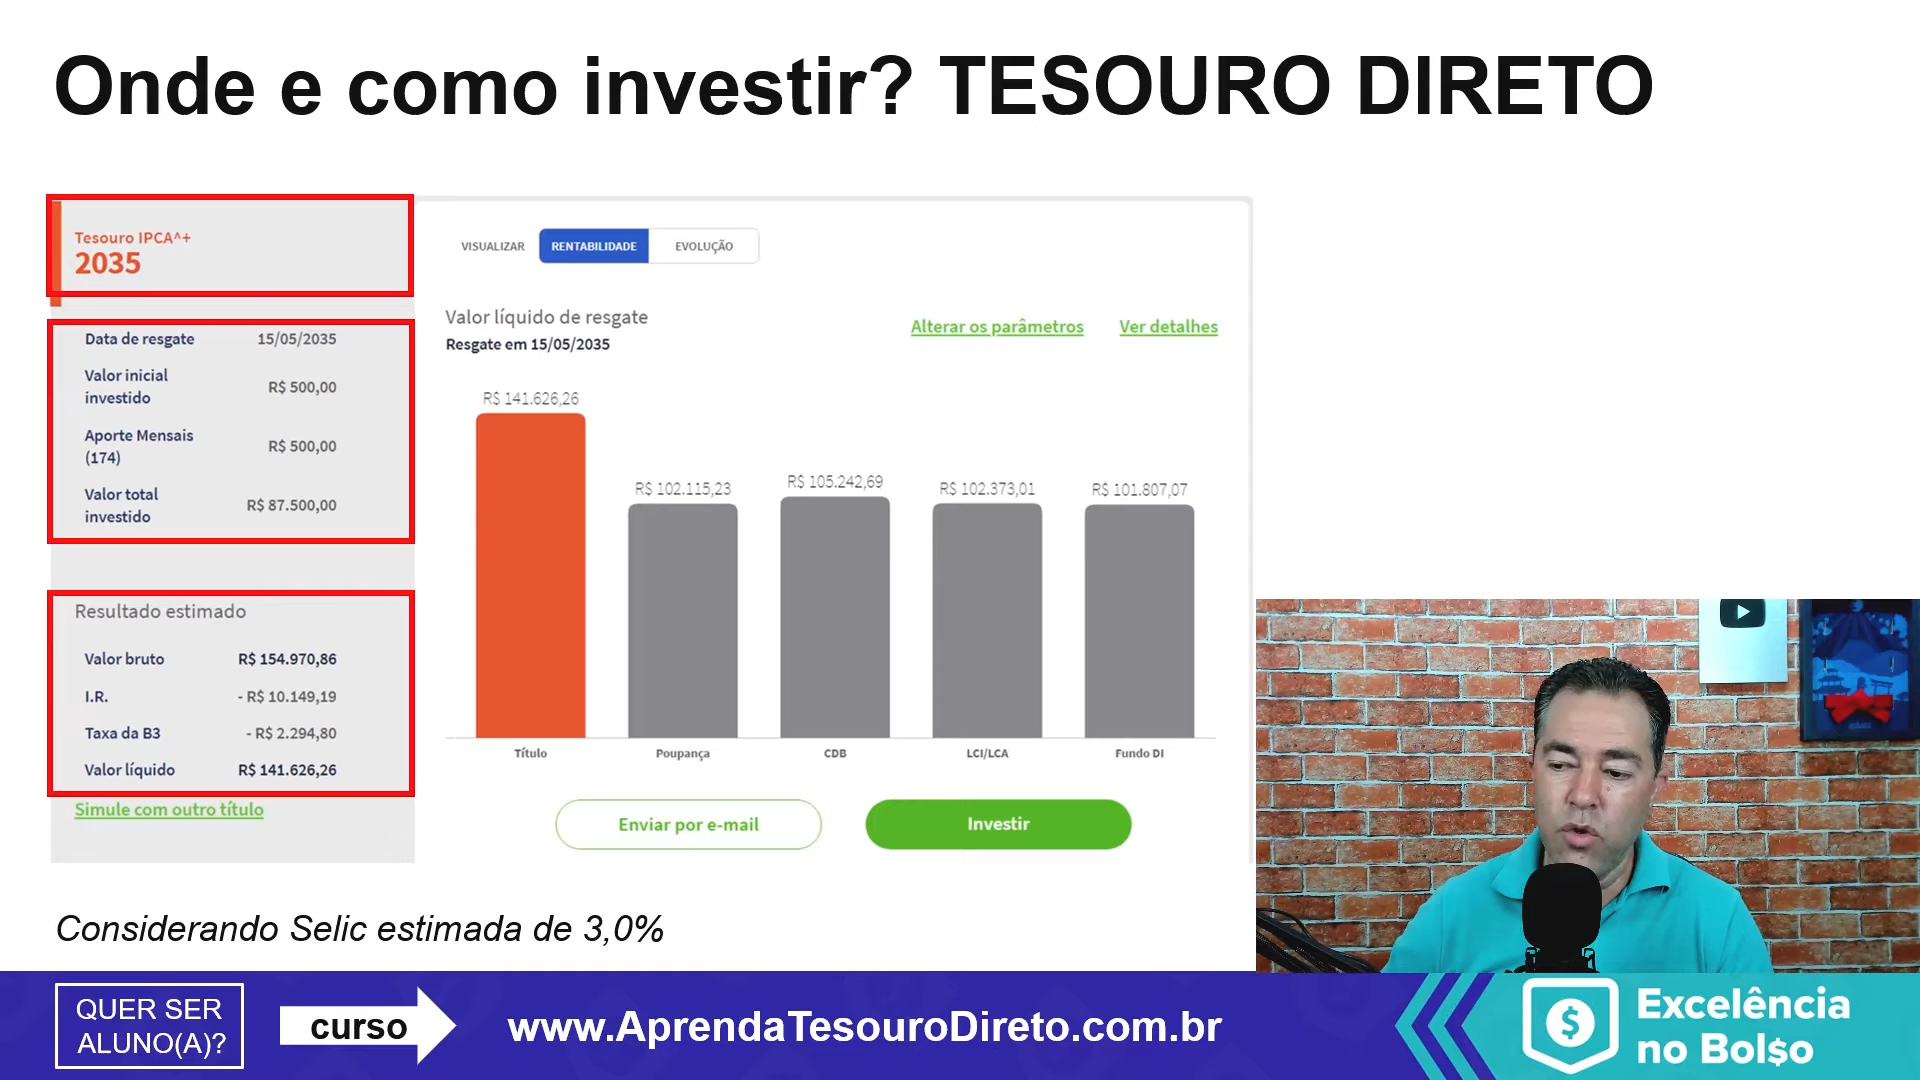 Onde e como investir? TESOURO DIRETO
Tesouro IPCA^+
2035
Data de resgate 15/05/2035
Valor inicial
investido R$ 500,00
Aporte Mensais
(174) R$ 500,00
Valor total
investido R$ 87.500,00
Resultado estimado
Valor bruto R$ 154.970,86
I.R. - R$ 10.149,19
Taxa da B3 - R$ 2.294,80
Valor líquido R$ 141.626,26
Simule com outro título
VISUALIZAR RENTABILIDADE EVOLUÇÃO
Valor líquido de resgate
Resgate em 15/05/2035
Alterar os parâmetros Ver detalhes
R$ 141.626,26
R$ 102.115,23
R$ 105.242,69
R$ 102.373,01
R$ 101.807,07
Título Poupança CDB LCI/LCA Fundo DI
Enviar por e-mail Investir
Considerando Selic estimada de 3,0%
QUER SER
ALUNO(A)?
curso
www.AprendaTesouroDireto.com.br
$
Excelência
no Bol$o